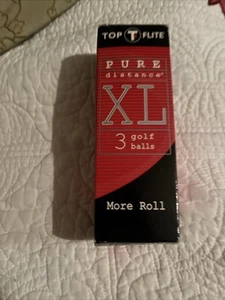 TOP T FLITE
PURE
distance
XL
3 golf
balls
More Roll